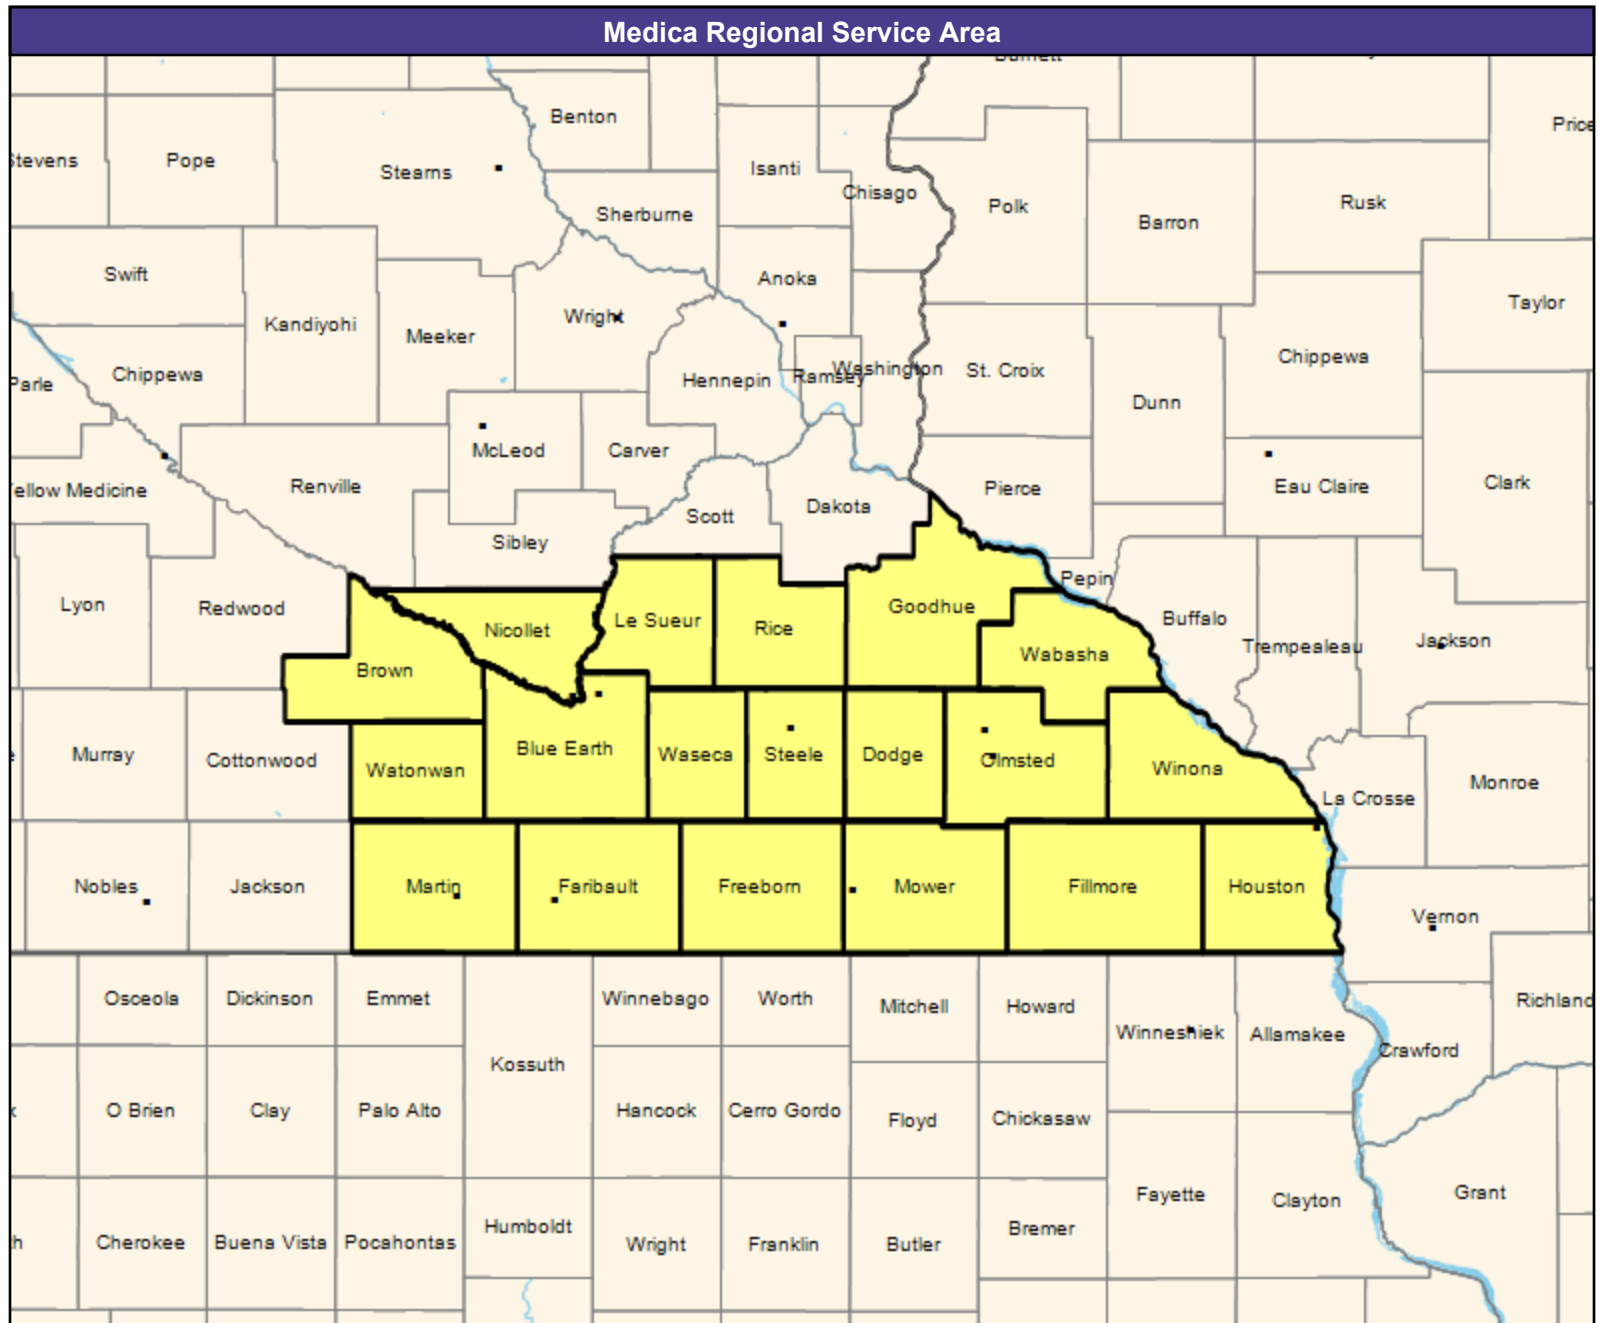 Medica Regional Service Area
Benton
Price
Stevens
Pope
Stearns
Isanti
Chisago
Polk
Barron
Rusk
Sherburne
Swift
Anoka
Taylor
Kandiyohi
Meeker
Wright
Chippewa
Parle
Hennepin
Ramsey
Washington
St. Croix
Chippewa
Dunn
McLeod
Carver
Renville
ellow Medicine
Scott
Dakota
Pierce
Eau Claire
Clark
Sibley
Pepin
Lyon
Redwood
Nicollet
Le Sueur
Rice
Goodhue
Buffalo
Trempealeau
Jackson
Brown
Wabasha
Murray
Cottonwood
Watonwan
Blue Earth
Waseca
Steele
Dodge
Olmsted
Winona
La Crosse
Monroe
Nobles
Jackson
Martin
Faribault
Freeborn
Mower
Fillmore
Houston
Vernon
Osceola
Dickinson
Emmet
Kossuth
Winnebago
Worth
Mitchell
Howard
Winneshiek
Allamakee
Crawford
Richland
O Brien
Clay
Palo Alto
Hancock
Cerro Gordo
Floyd
Chickasaw
Fayette
Clayton
Grant
h
Cherokee
Buena Vista
Pocahontas
Humboldt
Wright
Franklin
Butler
Bremer